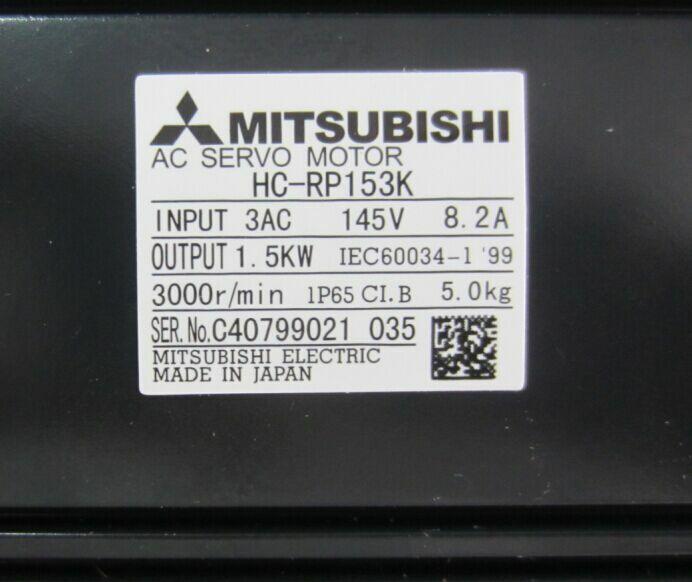 MITSUBISHI
AC SERVO MOTOR
HC-RP153K
INPUT 3AC 145V 8.2A
OUTPUT 1.5KW IEC60034-1 '99
3000r/min IP65 CI.B 5.0kg
SER.No.C40799021 035
MITSUBISHI ELECTRIC
MADE IN JAPAN